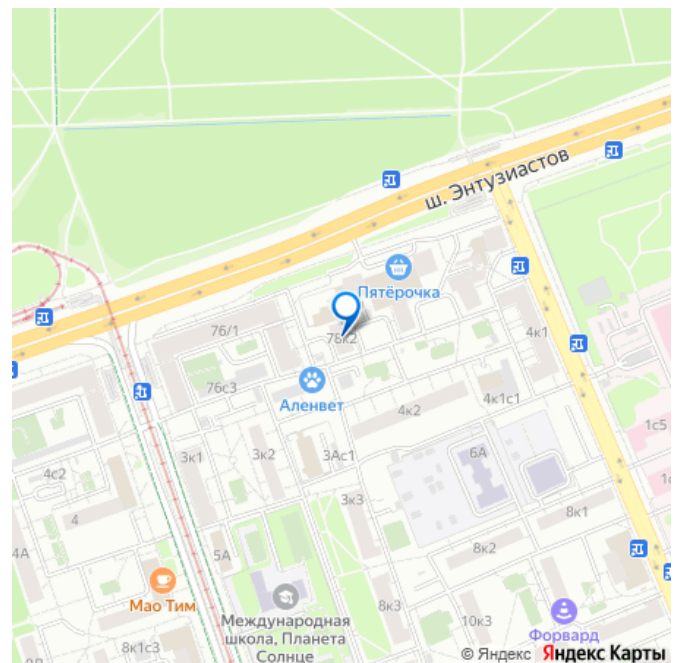 ш. Энтузиастов
Пятёрочка
76/1
76к2
4к1
76с3
Аленвет
4к1с1
4к2
1с5
3к1
3к2
3Ас1
6А
4с2
3к3
4
8к1
5А
8к2
4А
Мао Тим
Международная
школа, Планета
Солнце
8к3
10к3
Форвард
8к1с3
© Яндекс Яндекс Карты